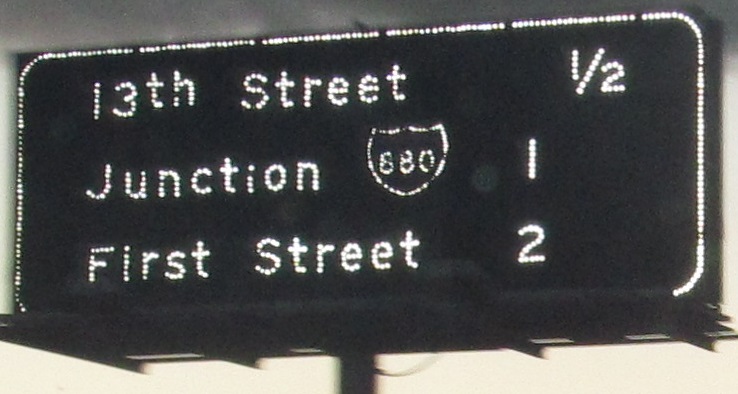 13th Street 1/2
Junction 880 1
First Street 2